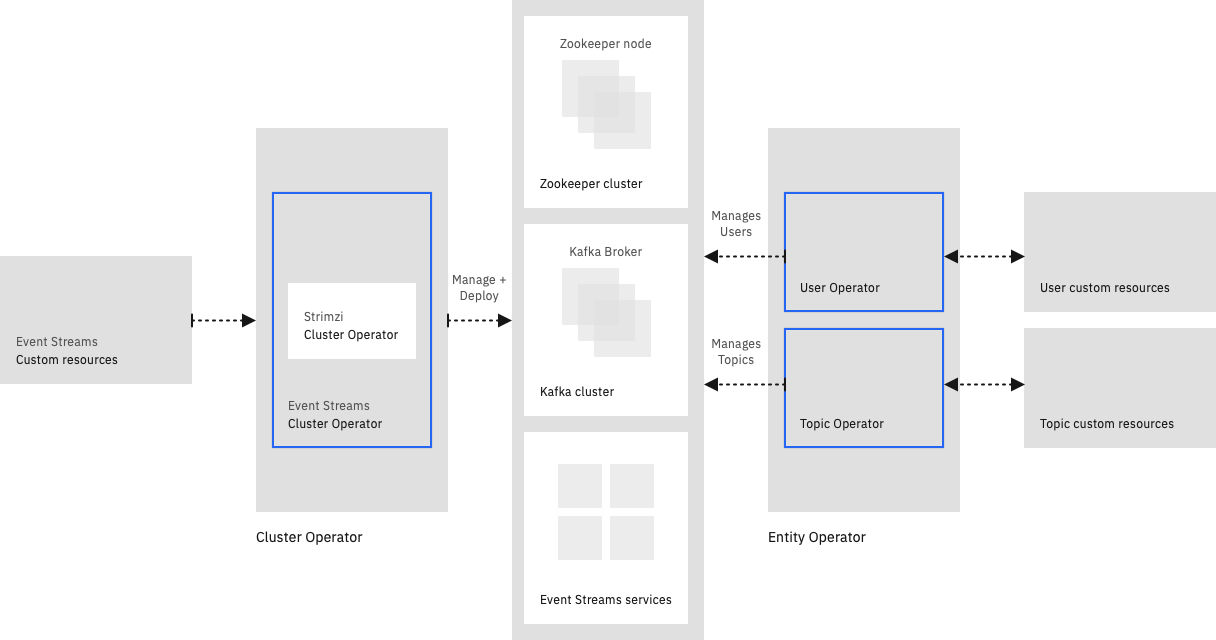 Event Streams
Custom resources
Strimzi
Cluster Operator
Event Streams
Cluster Operator
Cluster Operator
Manage +
Deploy
Zookeeper node
Zookeeper cluster
Kafka Broker
Kafka cluster
Event Streams services
Manages
Users
Manages
Topics
User Operator
Topic Operator
Entity Operator
User custom resources
Topic custom resources